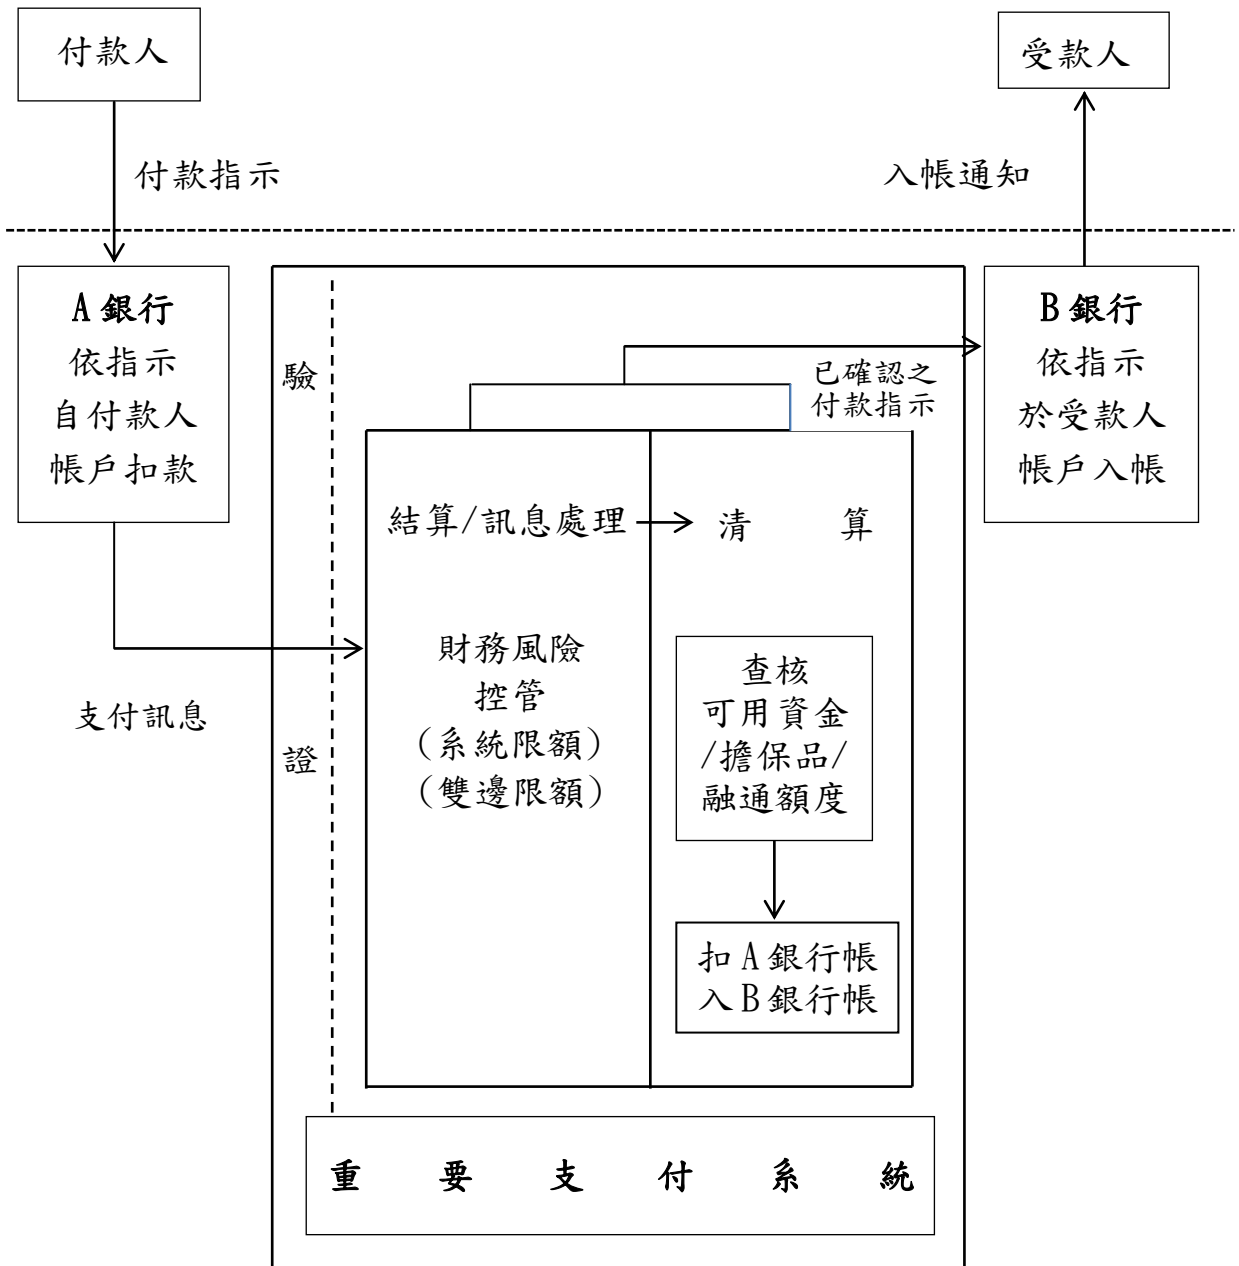 付款人
受款人
付款指示
入帳通知
A 銀行
依指示
自付款人
帳戶扣款
B 銀行
依指示
於受款人
帳戶入帳
驗
已確認之
付款指示
結算/訊息處理
清 算
財務風險
控管
(系統限額)
(雙邊限額)
查核
可用資金
/擔保品/
融通額度
支付訊息
證
扣 A 銀行帳
入 B 銀行帳
重 要 支 付 系 統